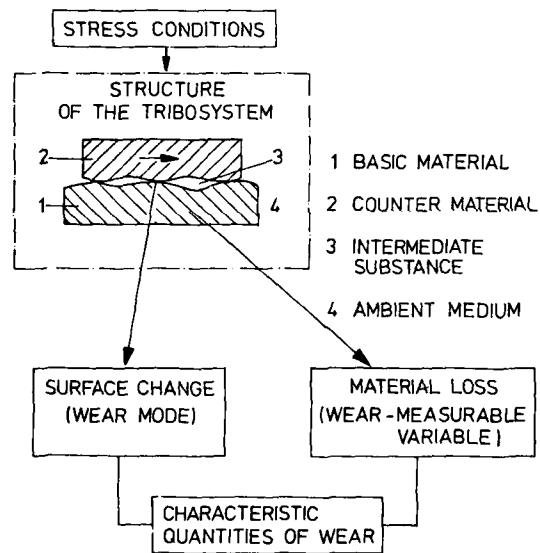 STRESS CONDITIONS
STRUCTURE
OF THE TRIBOSYSTEM
2
3
1
4
1 BASIC MATERIAL
2 COUNTER MATERIAL
3 INTERMEDIATE
SUBSTANCE
4 AMBIENT MEDIUM
SURFACE CHANGE
(WEAR MODE)
MATERIAL LOSS
(WEAR-MEASURABLE
VARIABLE)
CHARACTERISTIC
QUANTITIES OF WEAR